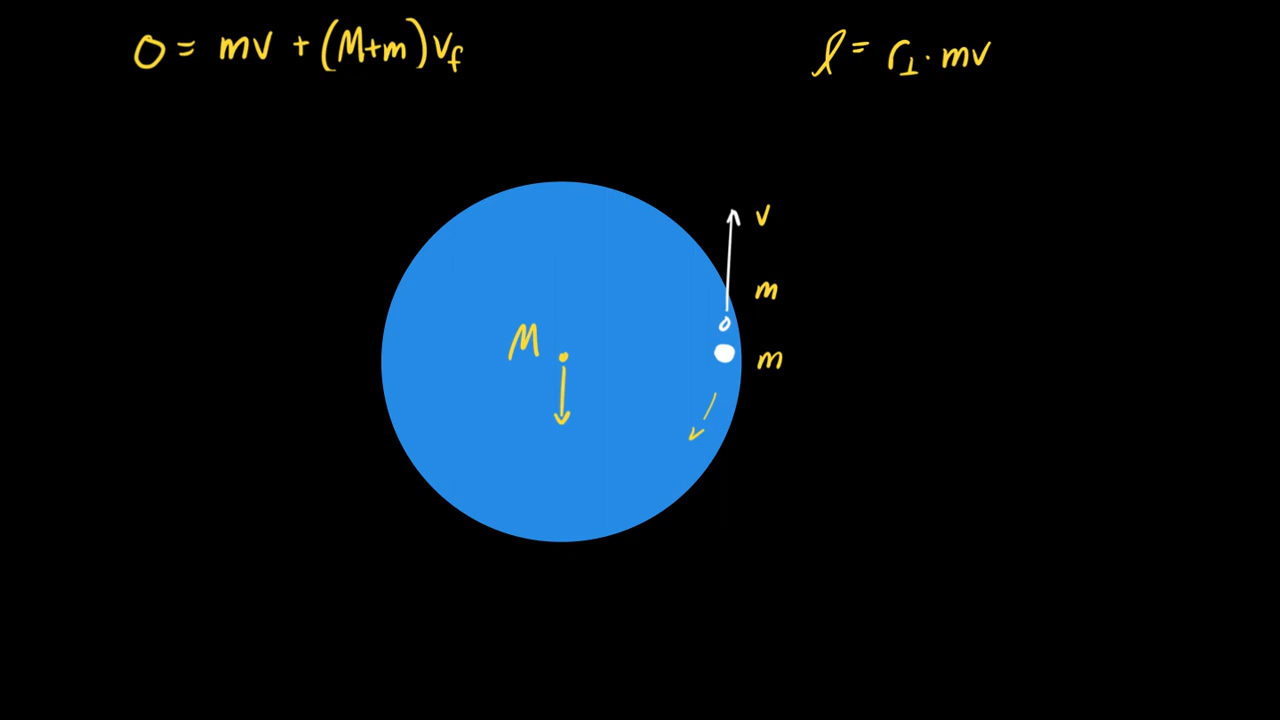 0 = mv + (M+m)v_f
ℓ = r⊥ · mv
v
m
M
m